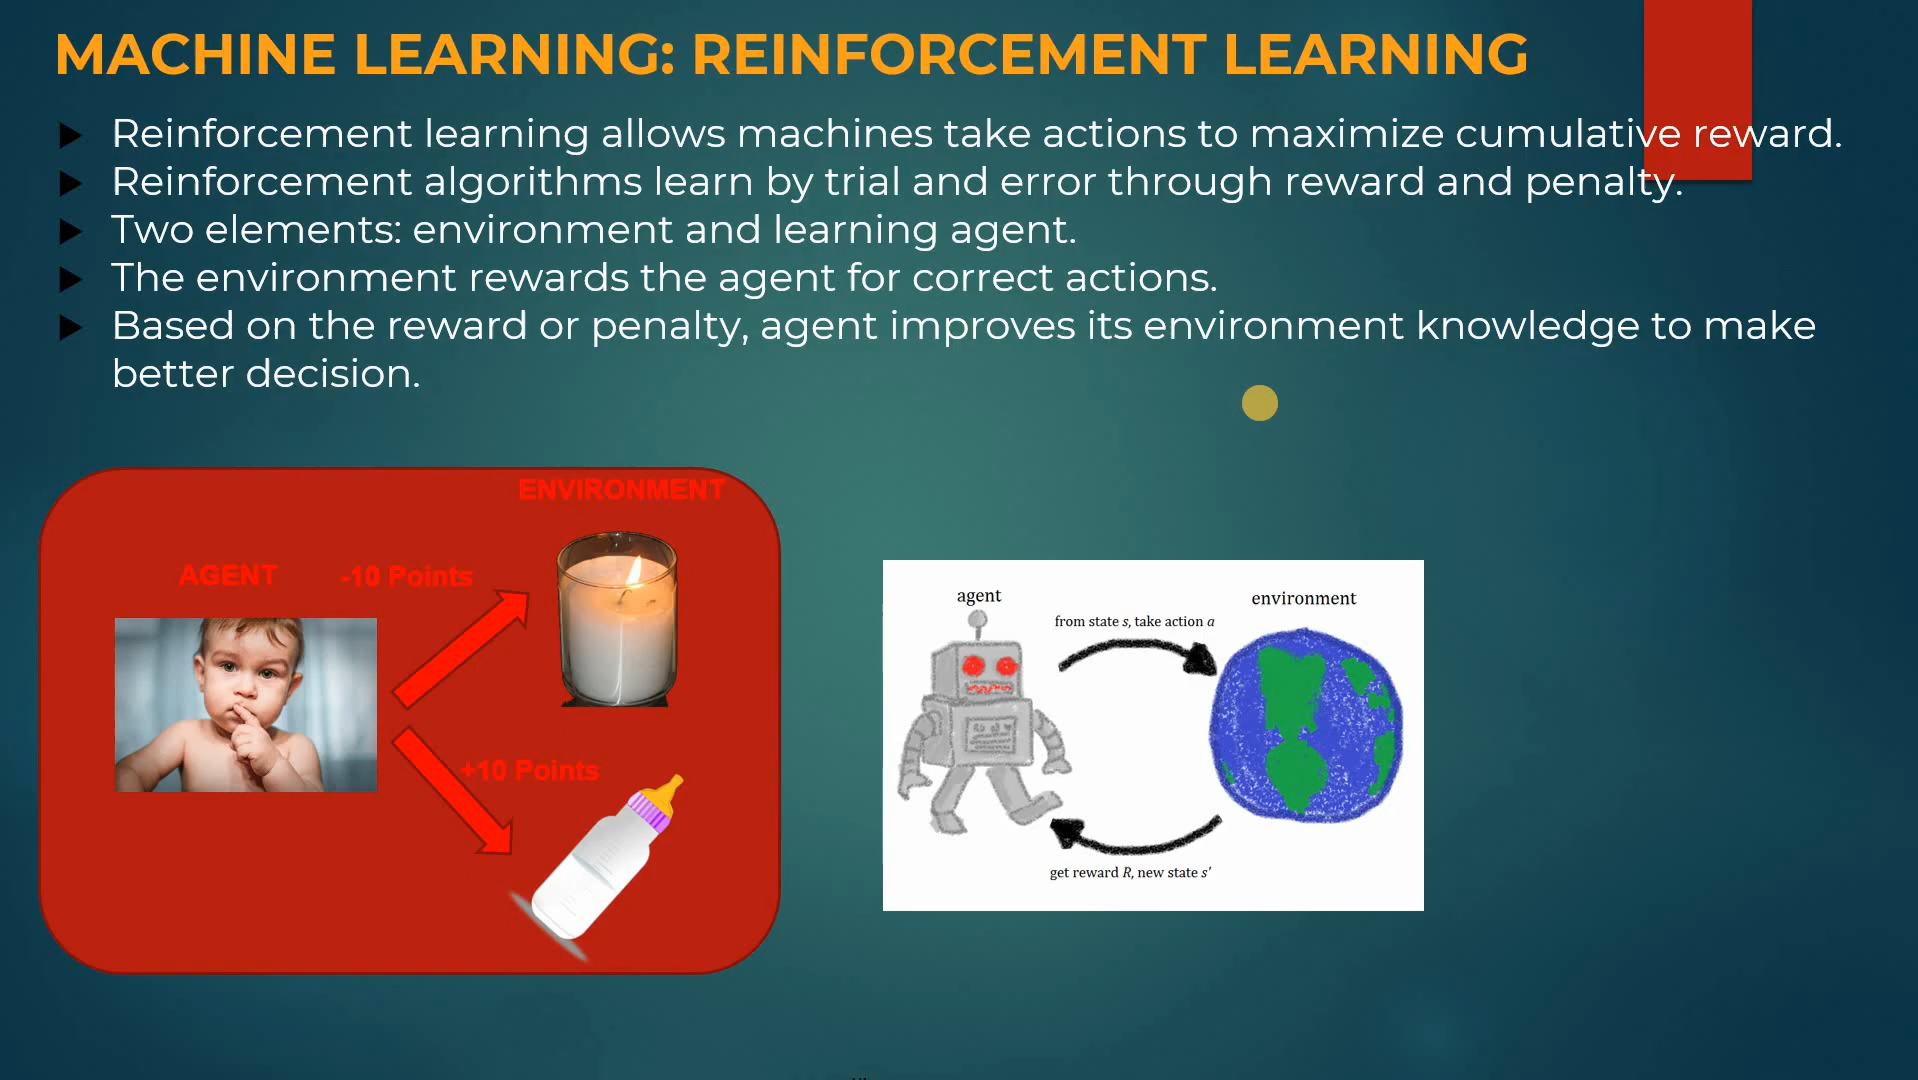 MACHINE LEARNING: REINFORCEMENT LEARNING
Reinforcement learning allows machines take actions to maximize cumulative reward.
Reinforcement algorithms learn by trial and error through reward and penalty.
Two elements: environment and learning agent.
The environment rewards the agent for correct actions.
Based on the reward or penalty, agent improves its environment knowledge to make
better decision.
ENVIRONMENT
AGENT
-10 Points
+10 Points
agent
environment
from state s, take action a
get reward R, new state s'